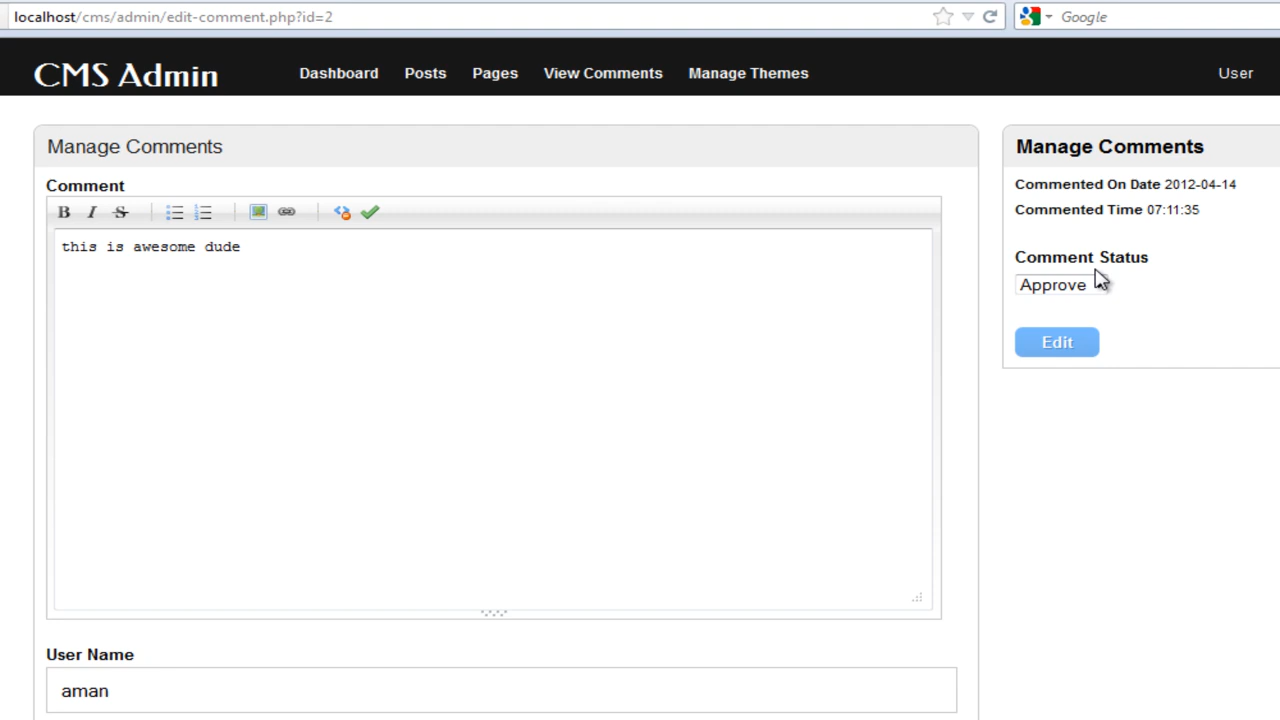 localhost/cms/admin/edit-comment.php?id=2
Google
CMS Admin
Dashboard Posts Pages View Comments Manage Themes User
Manage Comments
Comment
B I S
this is awesome dude
User Name
aman
Manage Comments
Commented On Date 2012-04-14
Commented Time 07:11:35
Comment Status
Approve
Edit